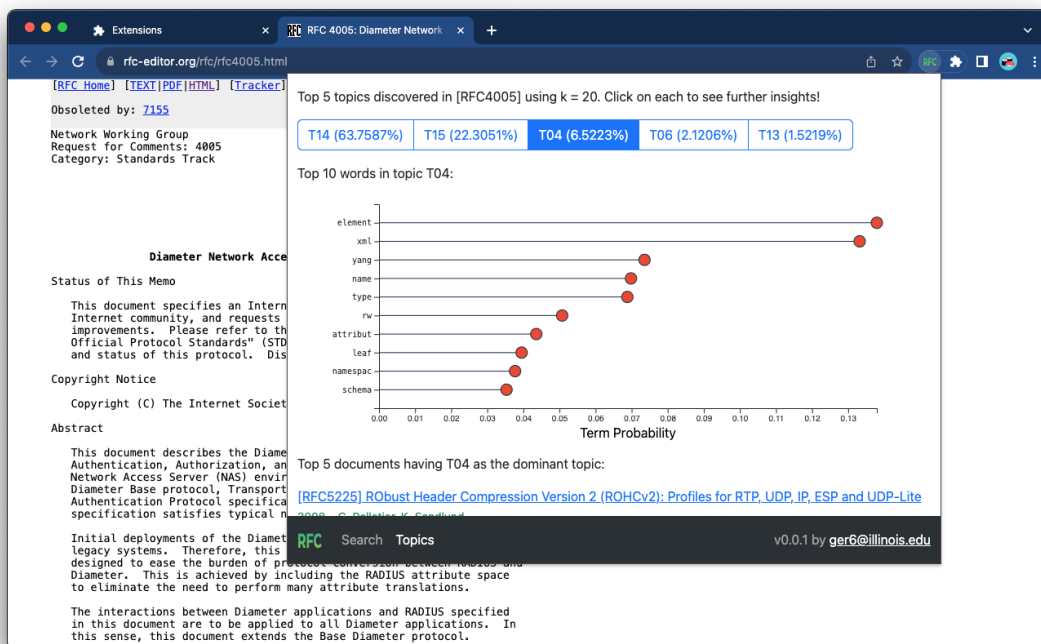 Extensions
RFC RFC 4005: Diameter Network
rfc-editor.org/rfc/rfc4005.html
RFC
[RFC Home] [TEXT|PDF|HTML] [Tracker]
Obsoleted by: 7155
Network Working Group
Request for Comments: 4005
Category: Standards Track
Diameter Network Acce
Status of This Memo
This document specifies an Intern
Internet community, and requests
improvements. Please refer to th
Official Protocol Standards" (STD
and status of this protocol. Dis
Copyright Notice
Copyright (C) The Internet Societ
Abstract
This document describes the Diame
Authentication, Authorization, an
Network Access Server (NAS) envir
Diameter Base protocol, Transport
Authentication Protocol specifica
specification satisfies typical n
Initial deployments of the Diamet
legacy systems. Therefore, this
designed to ease the burden of protocol conversion between RADIUS and
Diameter. This is achieved by including the RADIUS attribute space
to eliminate the need to perform many attribute translations.
The interactions between Diameter applications and RADIUS specified
in this document are to be applied to all Diameter applications. In
this sense, this document extends the Base Diameter protocol.
Top 5 topics discovered in [RFC4005] using k = 20. Click on each to see further insights!
T14 (63.7587%) T15 (22.3051%) T04 (6.5223%) T06 (2.1206%) T13 (1.5219%)
Top 10 words in topic T04:
element
xml
yang
name
type
rw
attribut
leaf
namespac
schema
0.00 0.01 0.02 0.03 0.04 0.05 0.06 0.07 0.08 0.09 0.10 0.11 0.12 0.13
Term Probability
Top 5 documents having T04 as the dominant topic:
[RFC5225] RObust Header Compression Version 2 (ROHCv2): Profiles for RTP, UDP, IP, ESP and UDP-Lite
RFC Search Topics v0.0.1 by ger6@illinois.edu